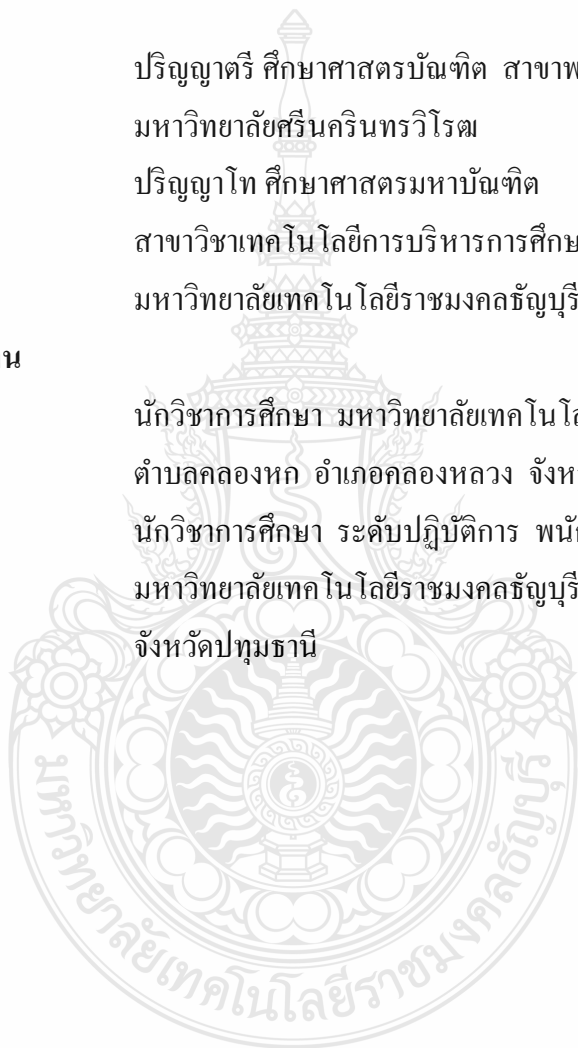 ปริญญาตรี ศึกษาศาสตรบัณฑิต สาขาพ
มหาวิทยาลัยศรีนครินทรวิโรฒ
ปริญญาโท ศึกษาศาสตรมหาบัณฑิต
สาขาวิชาเทคโนโลยีการบริหารการศึกษ
มหาวิทยาลัยเทคโนโลยีราชมงคลธัญบุรี
าน
นักวิชาการศึกษา มหาวิทยาลัยเทคโนโล
ตำบลคลองหก อำเภอคลองหลวง จังห
นักวิชาการศึกษา ระดับปฏิบัติการ พนัก
มหาวิทยาลัยเทคโนโลยีราชมงคลธัญบุรี
จังหวัดปทุมธานี
มหาวิทยาลัยเทคโนโลยีราชมงคลธัญบุรี